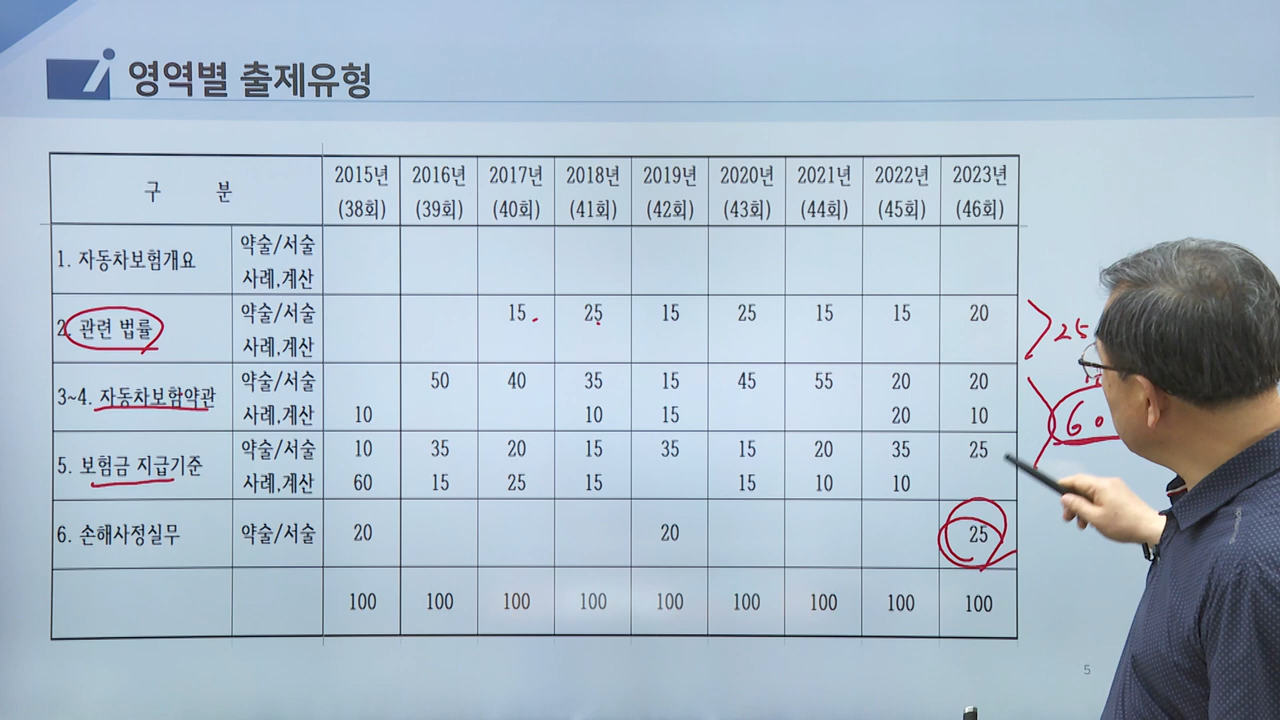 영역별 출제유형
구 분 2015년 2016년 2017년 2018년 2019년 2020년 2021년 2022년 2023년
(38회) (39회) (40회) (41회) (42회) (43회) (44회) (45회) (46회)
1. 자동차보험개요 약술/서술
사례,계산
2. 관련 법률 약술/서술 15 25 15 25 15 15 20
사례,계산
25
3~4. 자동차보험약관 약술/서술 50 40 35 15 45 55 20 20
사례,계산 10 10 15 20 10
60
5. 보험금 지급기준 약술/서술 10 35 20 15 35 15 20 35 25
사례,계산 60 15 25 15 15 10 10
6. 손해사정실무 약술/서술 20 20 25
100 100 100 100 100 100 100 100 100
5